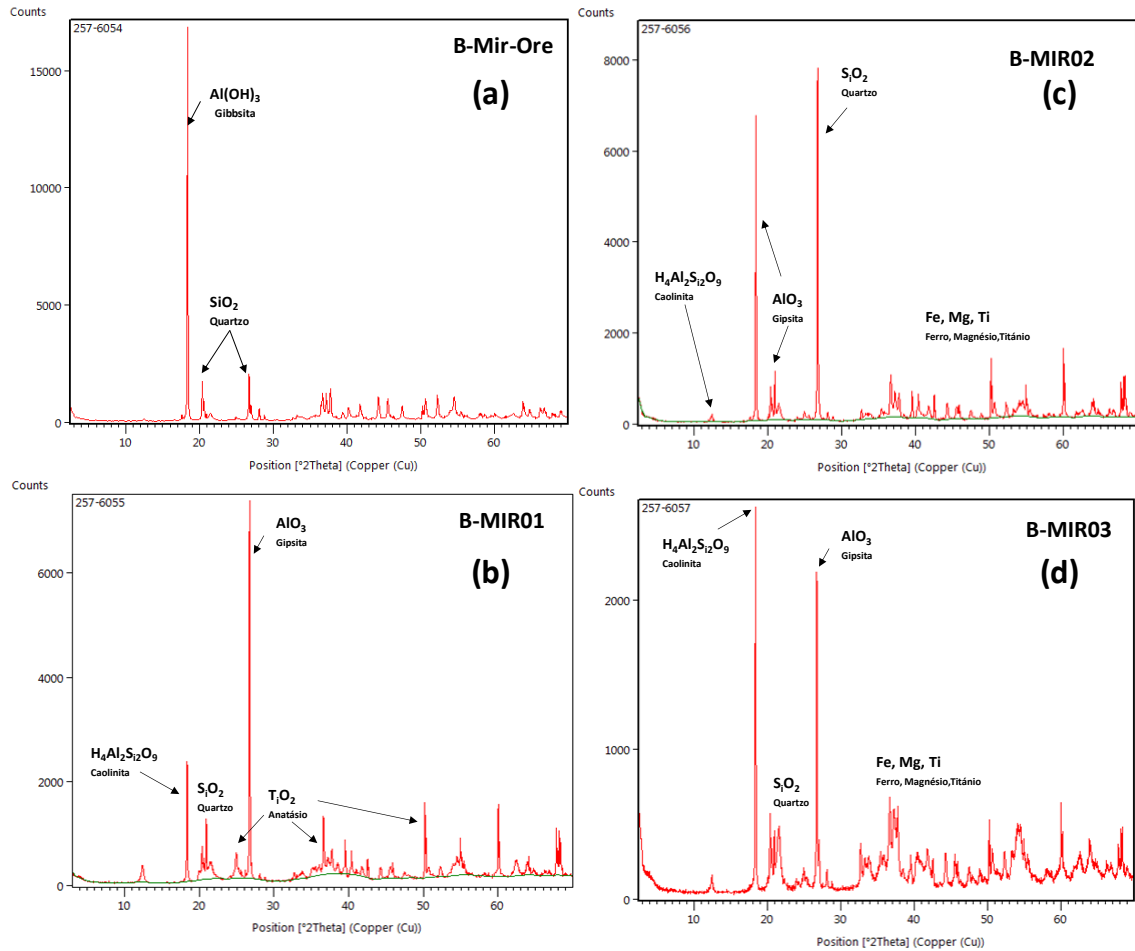 Counts
257-6054
B-Mir-Ore
(a)
15000
10000
5000
0
Al(OH)₃
Gibbsita
SiO₂
Quartzo
10 20 30 40 50 60
Position [°2Theta] (Copper (Cu))
Counts
257-6056
B-MIR02
(c)
8000
6000
4000
2000
0
SᵢO₂
Quartzo
H₄Al₂Sᵢ₂O₉
Caolinita
AlO₃
Gipsita
Fe, Mg, Ti
Ferro, Magnésio,Titánio
10 20 30 40 50 60
Position [°2Theta] (Copper (Cu))
Counts
257-6055
B-MIR01
(b)
6000
4000
2000
0
AlO₃
Gipsita
H₄Al₂Sᵢ₂O₉
Caolinita
SᵢO₂
Quartzo
TᵢO₂
Anatásio
10 20 30 40 50 60
Position [°2Theta] (Copper (Cu))
Counts
257-6057
B-MIR03
(d)
2000
1000
0
H₄Al₂Sᵢ₂O₉
Caolinita
AlO₃
Gipsita
SᵢO₂
Quartzo
Fe, Mg, Ti
Ferro, Magnésio,Titánio
10 20 30 40 50 60
Position [°2Theta] (Copper (Cu))